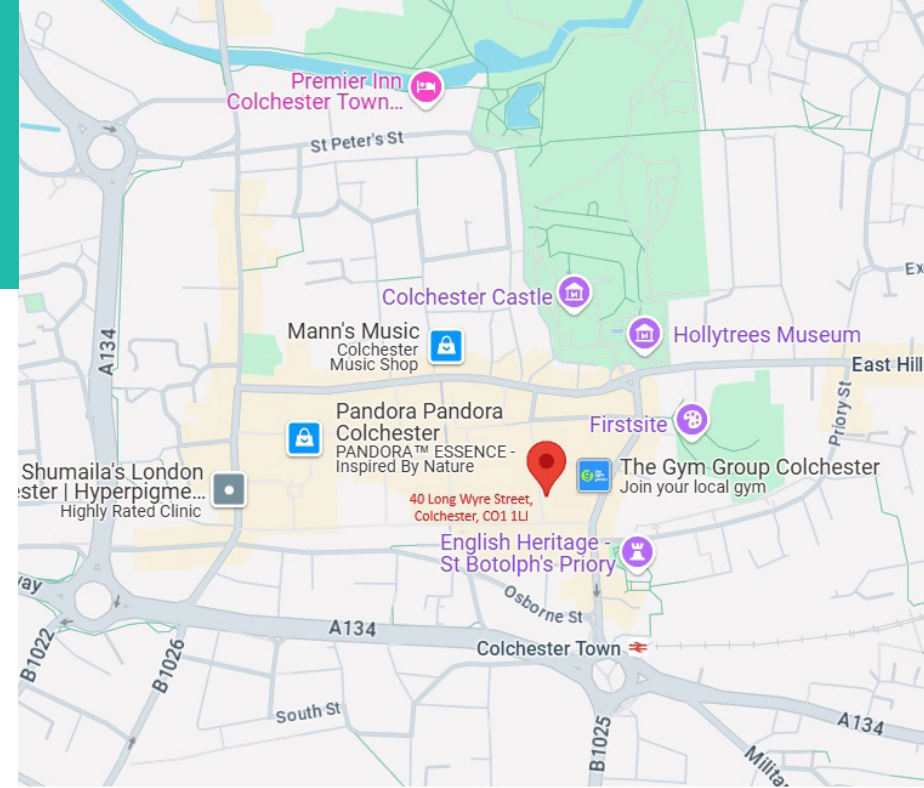 Premier Inn
Colchester Town...
St Peter's St
A134
Colchester Castle
Mann's Music
Colchester
Music Shop
Hollytrees Museum
East Hill
Ex
Priory St
Pandora Pandora
Colchester
PANDORA™ ESSENCE -
Inspired By Nature
Firstsite
Shumaila's London
ster | Hyperpigme...
Highly Rated Clinic
40 Long Wyre Street,
Colchester, CO1 1LJ
The Gym Group Colchester
Join your local gym
English Heritage -
St Botolph's Priory
way
Osborne St
A134
Colchester Town
B1022
B1026
South St
B1025
A134
Milita